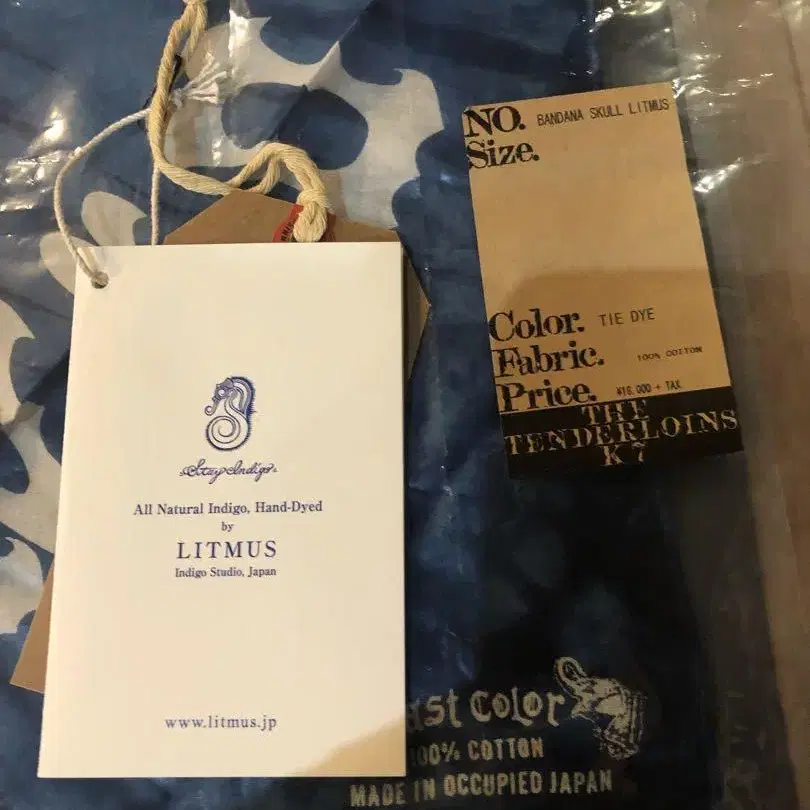 NO. BANDANA SKULL LITMUS
Size.
Color. TIE DYE
Fabric. 100% COTTON
Price. ¥16,000 + TAX
THE
TENDERLOINS
K7
Stay Indigo
All Natural Indigo, Hand-Dyed
by
LITMUS
Indigo Studio, Japan
www.litmus.jp
ast Color
100% COTTON
MADE IN OCCUPIED JAPAN